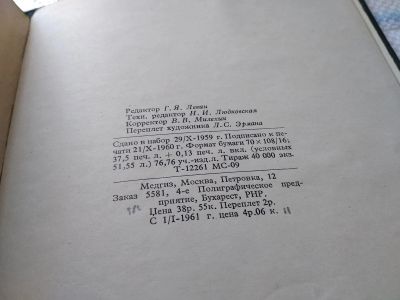 Редактор Г. Я. Левин
Техн. редактор Н. И. Людковская
Корректор В. В. Милехин
Переплет художника Л. С. Эрмана
Сдано в набор 29/X-1959 г. Подписано к пе-
чати 21/X-1960 г. Формат бумага 70 × 108/16;
37,5 печ. л. + 0,13 печ. л. вкл. (условных
51,55 л.) 76,76 уч.-изд.л. Тираж 40 000 экз.
Т-12261 МС-09
Медгиз, Москва, Петровка, 12
Заказ 5581, 4-е Полиграфическое пред-
приятие, Бухарест, РНР.
Цена 38р. 55к. Переплет 2р.
С 1/I-1961 г. цена 4р.06 к.